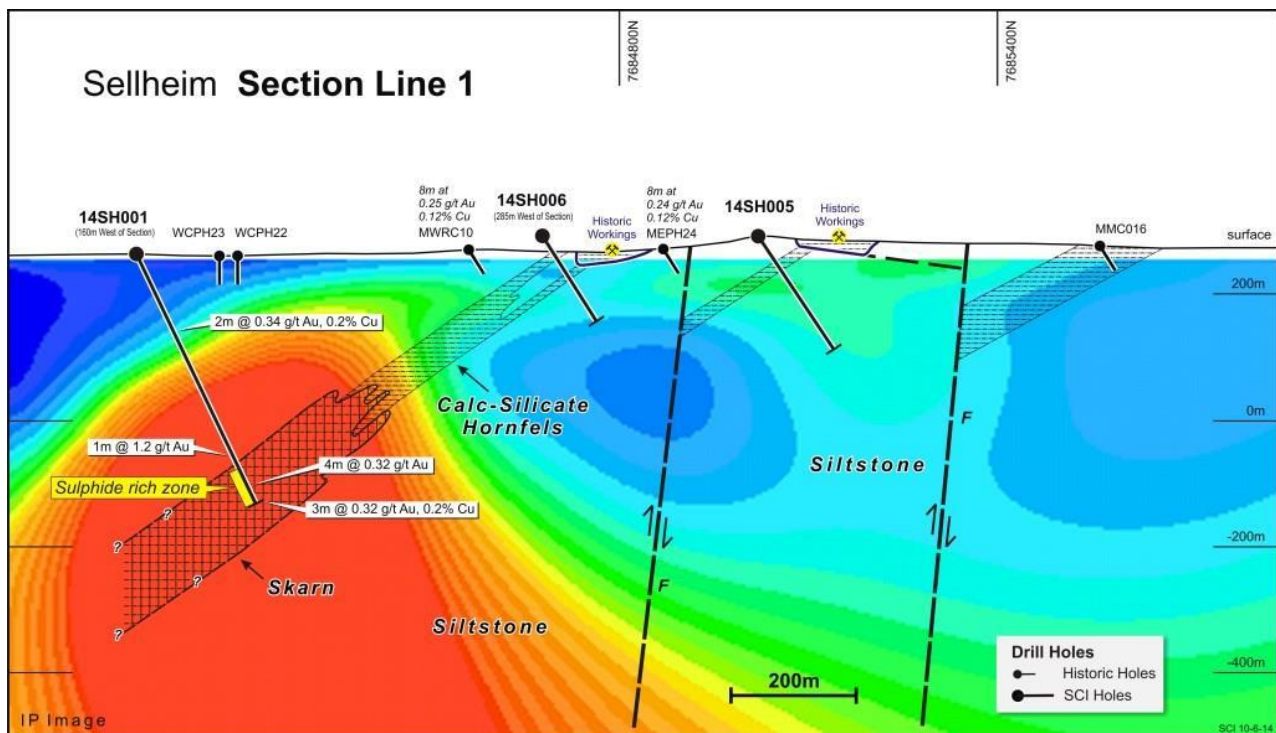 7684800N
7685400N
Sellheim Section Line 1
14SH001
(160m West of Section)
WCPH23
WCPH22
8m at
0.25 g/t Au
0.12% Cu
MWRC10
14SH006
(285m West of Section)
Historic
Workings
8m at
0.24 g/t Au
0.12% Cu
MEPH24
14SH005
Historic
Workings
MMC016
surface
200m
2m @ 0.34 g/t Au, 0.2% Cu
Calc-Silicate
Hornfels
0m
F
1m @ 1.2 g/t Au
4m @ 0.32 g/t Au
Siltstone
Sulphide rich zone
3m @ 0.32 g/t Au, 0.2% Cu
?
?
-200m
?
Skarn
F
?
Siltstone
Drill Holes
Historic Holes
SCI Holes
-400m
200m
IP Image
SCI 10-6-14